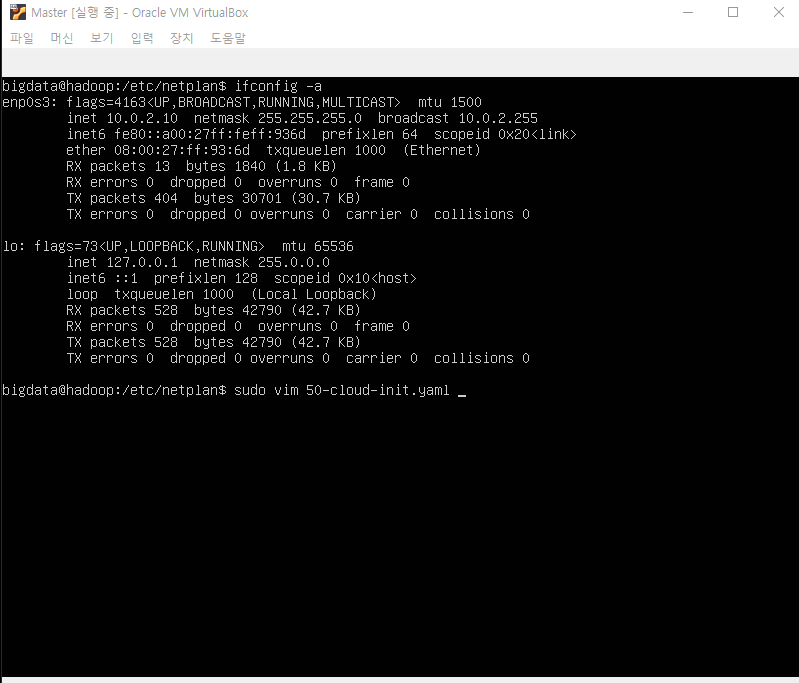 Master [실행 중] - Oracle VM VirtualBox
파일 머신 보기 입력 장치 도움말
bigdata@hadoop:/etc/netplan$ ifconfig -a
enp0s3: flags=4163<UP,BROADCAST,RUNNING,MULTICAST>  mtu 1500
        inet 10.0.2.10  netmask 255.255.255.0  broadcast 10.0.2.255
        inet6 fe80::a00:27ff:feff:936d  prefixlen 64  scopeid 0x20<link>
        ether 08:00:27:ff:93:6d  txqueuelen 1000  (Ethernet)
        RX packets 13  bytes 1840 (1.8 KB)
        RX errors 0  dropped 0  overruns 0  frame 0
        TX packets 404  bytes 30701 (30.7 KB)
        TX errors 0  dropped 0 overruns 0  carrier 0  collisions 0
lo: flags=73<UP,LOOPBACK,RUNNING>  mtu 65536
        inet 127.0.0.1  netmask 255.0.0.0
        inet6 ::1  prefixlen 128  scopeid 0x10<host>
        loop  txqueuelen 1000  (Local Loopback)
        RX packets 528  bytes 42790 (42.7 KB)
        RX errors 0  dropped 0  overruns 0  frame 0
        TX packets 528  bytes 42790 (42.7 KB)
        TX errors 0  dropped 0 overruns 0  carrier 0  collisions 0
bigdata@hadoop:/etc/netplan$ sudo vim 50-cloud-init.yaml _